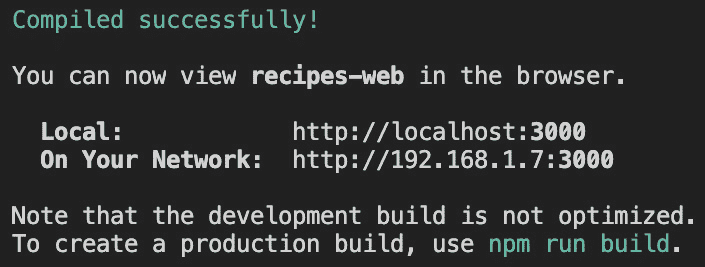 Compiled successfully!
You can now view recipes-web in the browser.
Local: http://localhost:3000
On Your Network: http://192.168.1.7:3000
Note that the development build is not optimized.
To create a production build, use npm run build.